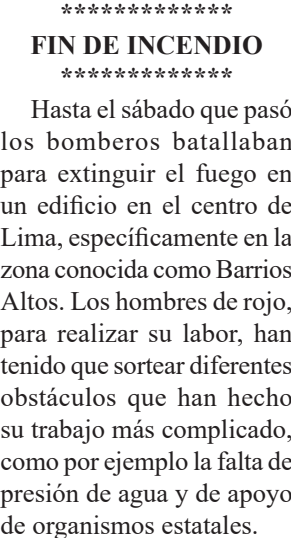 *************
FIN DE INCENDIO
*************
Hasta el sábado que pasó
los bomberos batallaban
para extinguir el fuego en
un edificio en el centro de
Lima, específicamente en la
zona conocida como Barrios
Altos. Los hombres de rojo,
para realizar su labor, han
tenido que sortear diferentes
obstáculos que han hecho
su trabajo más complicado,
como por ejemplo la falta de
presión de agua y de apoyo
de organismos estatales.